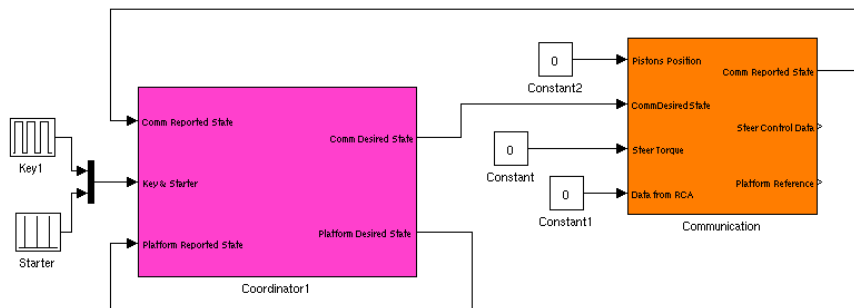 0
Pistons Position
Comm Reported State
Constant2
CommDesiredState
Comm Reported State
Comm Desired State
Steer Control Data
0
Steer Torque
Key1
Constant
Key & Starter
0
Data from RCA
Platform Reference
Constant1
Communication
Platform Desired State
Platform Reported State
Starter
Coordinator1